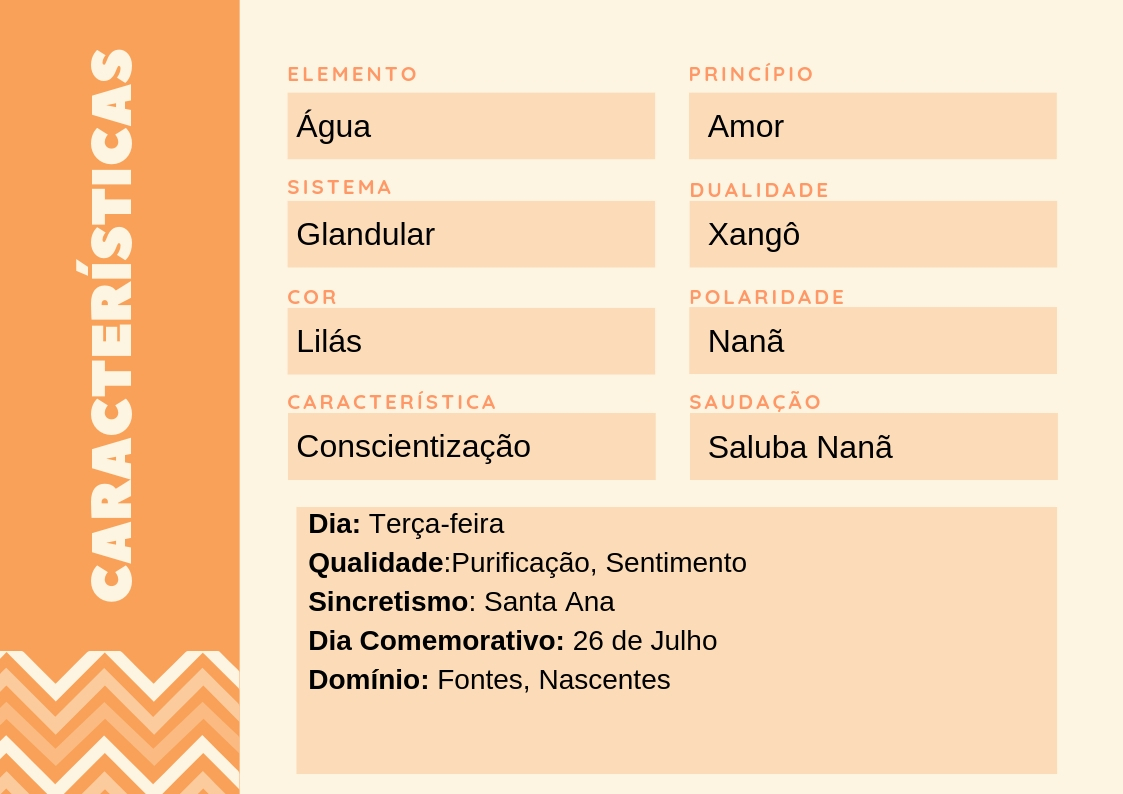 CARACTERÍSTICAS
ELEMENTO
Água
PRINCÍPIO
Amor
SISTEMA
Glandular
DUALIDADE
Xangô
COR
Lilás
POLARIDADE
Nanã
CARACTERÍSTICA
Conscientização
SAUDAÇÃO
Saluba Nanã
Dia: Terça-feira
Qualidade:Purificação, Sentimento
Sincretismo: Santa Ana
Dia Comemorativo: 26 de Julho
Domínio: Fontes, Nascentes